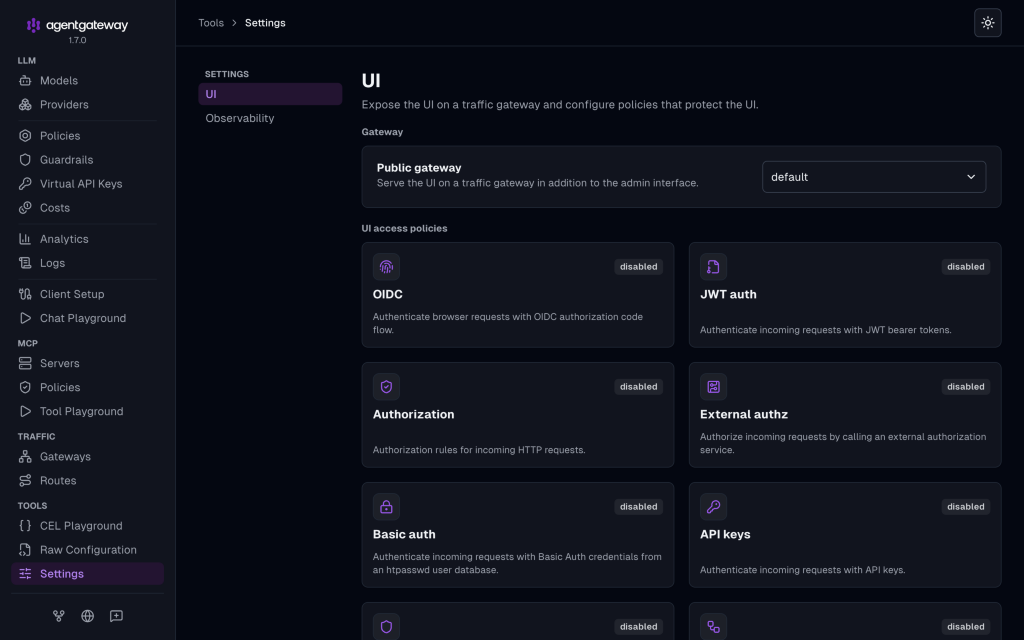 agentgateway
1.7.0
LLM
Models
Providers
Policies
Guardrails
Virtual API Keys
Costs
Analytics
Logs
Client Setup
Chat Playground
MCP
Servers
Policies
Tool Playground
TRAFFIC
Gateways
Routes
TOOLS
CEL Playground
Raw Configuration
Settings
Tools > Settings
SETTINGS
UI
Observability
UI
Expose the UI on a traffic gateway and configure policies that protect the UI.
Gateway
Public gateway
Serve the UI on a traffic gateway in addition to the admin interface.
default
UI access policies
disabled
OIDC
Authenticate browser requests with OIDC authorization code
flow.
disabled
JWT auth
Authenticate incoming requests with JWT bearer tokens.
disabled
Authorization
Authorization rules for incoming HTTP requests.
disabled
External authz
Authorize incoming requests by calling an external authorization
service.
disabled
Basic auth
Authenticate incoming requests with Basic Auth credentials from
an htpasswd user database.
disabled
API keys
Authenticate incoming requests with API keys.
disabled
disabled